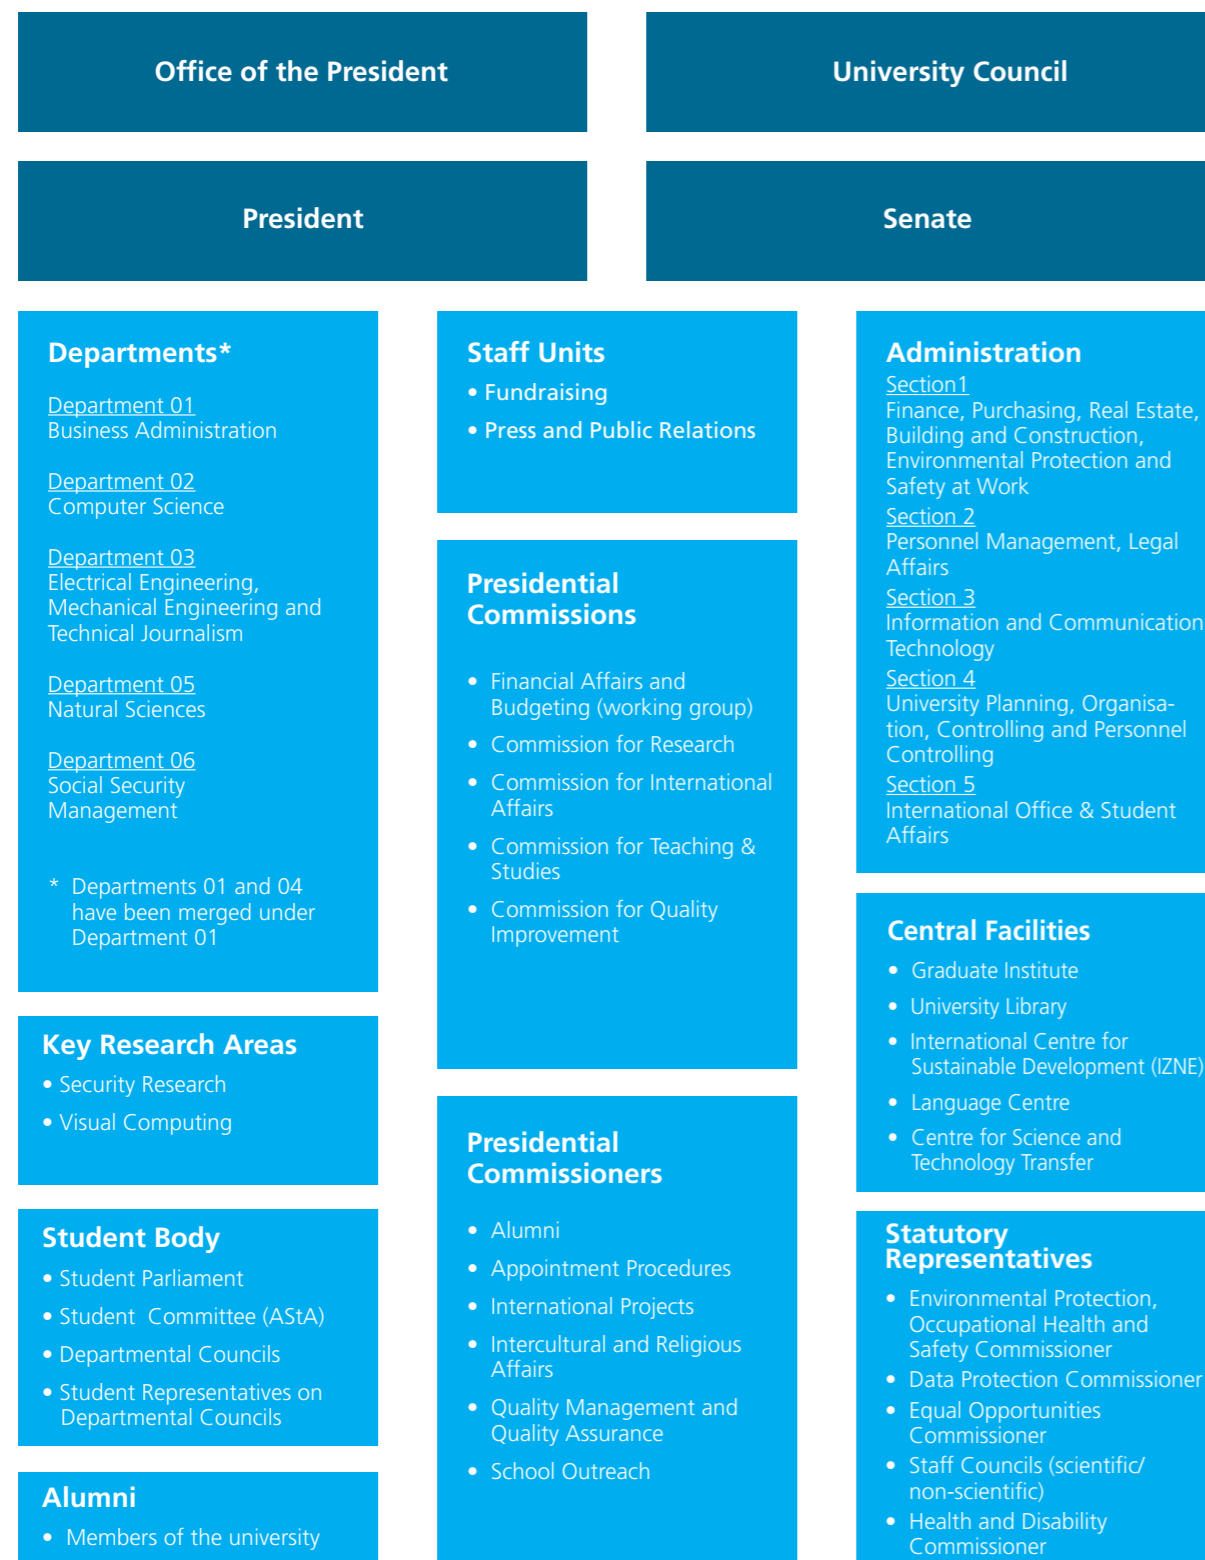 Office of the President
University Council
President
Senate
Departments*
Department 01
Business Administration
Department 02
Computer Science
Department 03
Electrical Engineering,
Mechanical Engineering and
Technical Journalism
Department 05
Natural Sciences
Department 06
Social Security
Management
* Departments 01 and 04
have been merged under
Department 01
Key Research Areas
• Security Research
• Visual Computing
Student Body
• Student Parliament
• Student Committee (AStA)
• Departmental Councils
• Student Representatives on
Departmental Councils
Alumni
• Members of the university
Staff Units
• Fundraising
• Press and Public Relations
Presidential
Commissions
• Financial Affairs and
Budgeting (working group)
• Commission for Research
• Commission for International
Affairs
• Commission for Teaching &
Studies
• Commission for Quality
Improvement
Presidential
Commissioners
• Alumni
• Appointment Procedures
• International Projects
• Intercultural and Religious
Affairs
• Quality Management and
Quality Assurance
• School Outreach
Administration
Section1
Finance, Purchasing, Real Estate,
Building and Construction,
Environmental Protection and
Safety at Work
Section 2
Personnel Management, Legal
Affairs
Section 3
Information and Communication
Technology
Section 4
University Planning, Organisa-
tion, Controlling and Personnel
Controlling
Section 5
International Office & Student
Affairs
Central Facilities
• Graduate Institute
• University Library
• International Centre for
Sustainable Development (IZNE)
• Language Centre
• Centre for Science and
Technology Transfer
Statutory
Representatives
• Environmental Protection,
Occupational Health and
Safety Commissioner
• Data Protection Commissioner
• Equal Opportunities
Commissioner
• Staff Councils (scientific/
non-scientific)
• Health and Disability
Commissioner